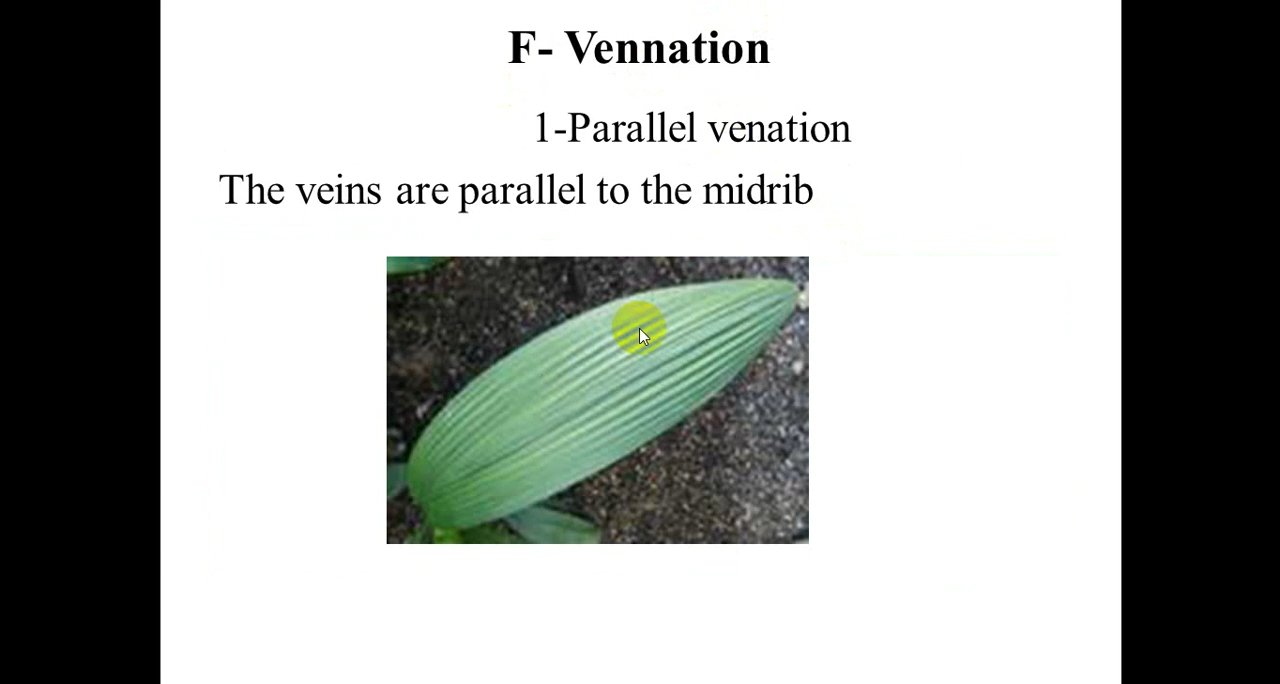 F- Vennation
1-Parallel venation
The veins are parallel to the midrib